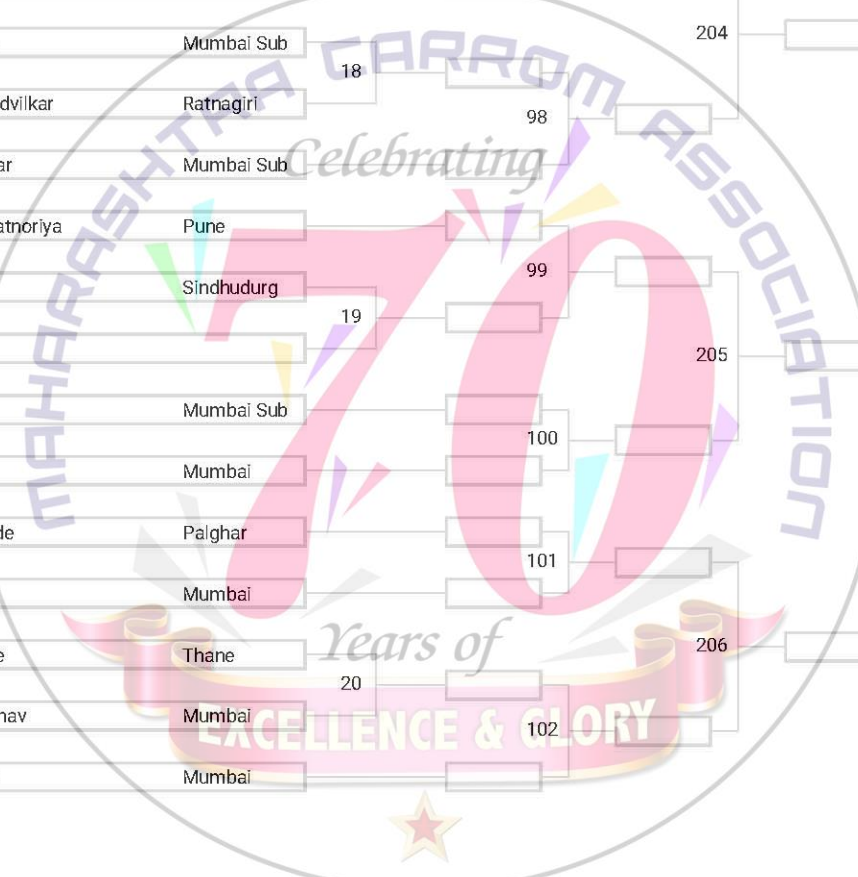 204
Mumbai Sub
18
98
dvilkar Ratnagiri
ar Mumbai Sub
atnoriya Pune
99
Sindhudurg
19
205
Mumbai Sub
100
Mumbai
de Palghar
101
Mumbai
206
e Thane
20
nav Mumbai
102
Mumbai
MAHARASHTRA CARROM ASSOCIATION
Celebrating
70
Years of
EXCELLENCE & GLORY